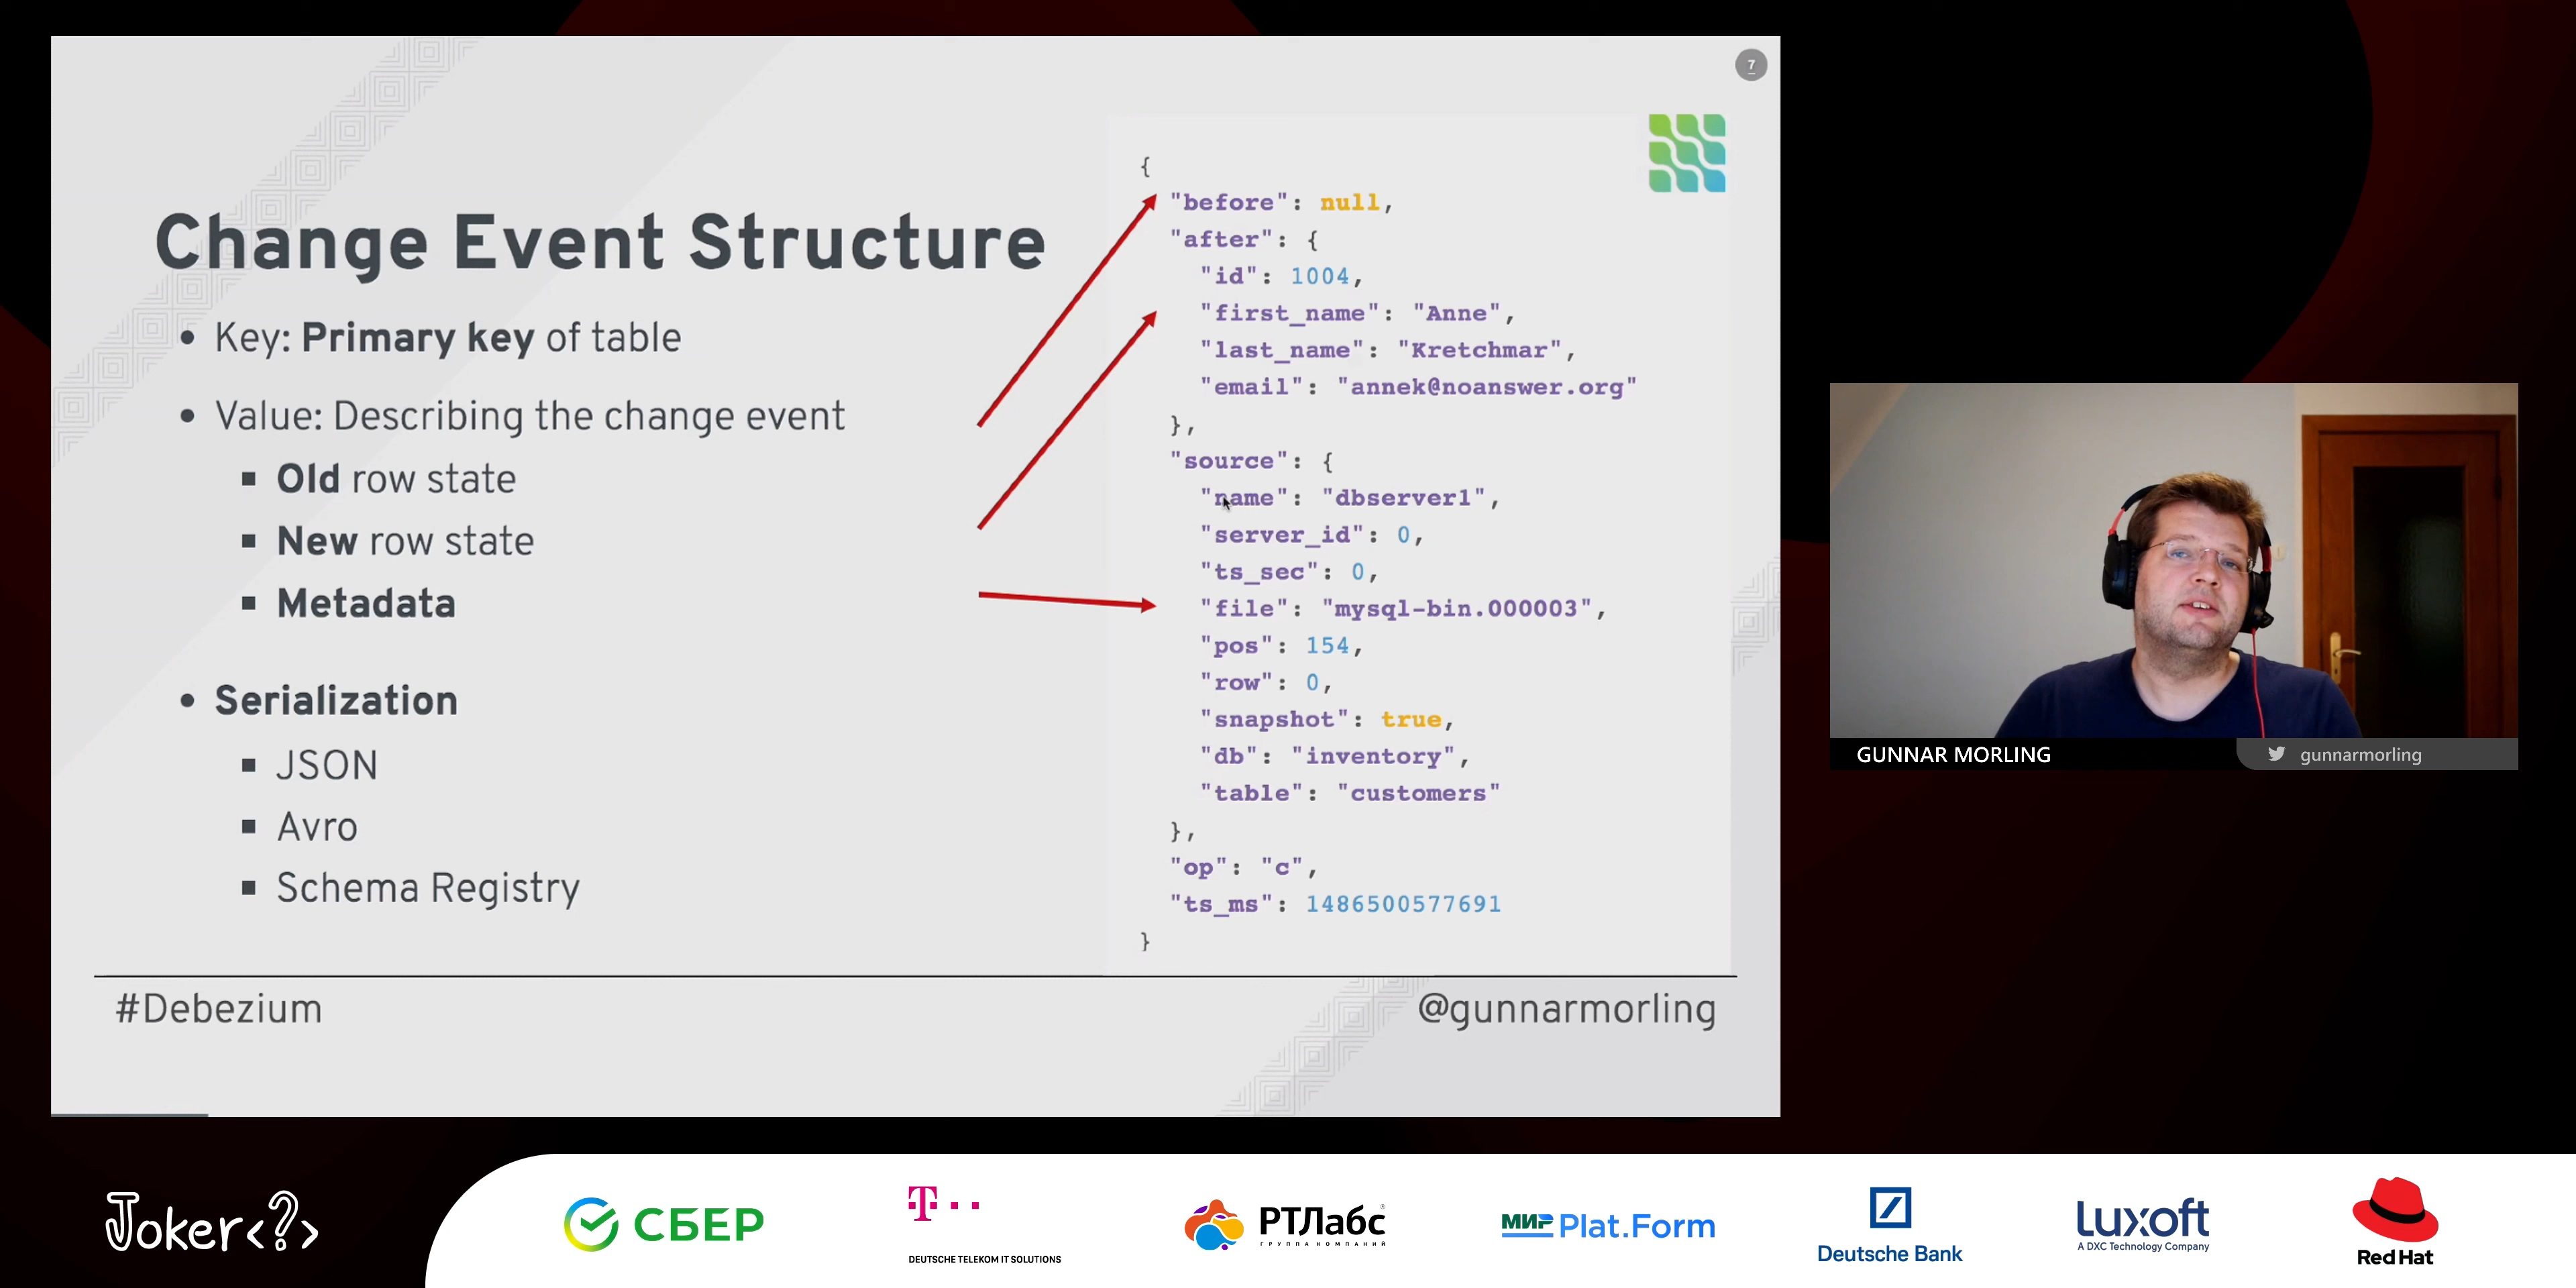 7
Change Event Structure
• Key: Primary key of table
• Value: Describing the change event
▪ Old row state
▪ New row state
▪ Metadata
• Serialization
▪ JSON
▪ Avro
▪ Schema Registry
{
"before": null,
"after": {
"id": 1004,
"first_name": "Anne",
"last_name": "Kretchmar",
"email": "annek@noanswer.org"
},
"source": {
"name": "dbserver1",
"server_id": 0,
"ts_sec": 0,
"file": "mysql-bin.000003",
"pos": 154,
"row": 0,
"snapshot": true,
"db": "inventory",
"table": "customers"
},
"op": "c",
"ts_ms": 1486500577691
}
#Debezium
@gunnarmorling
GUNNAR MORLING
gunnarmorling
Joker<?>
СБЕР
T
DEUTSCHE TELEKOM IT SOLUTIONS
РТЛабс
ГРУППА КОМПАНИЙ
МИР Plat.Form
Deutsche Bank
Luxoft
A DXC Technology Company
Red Hat